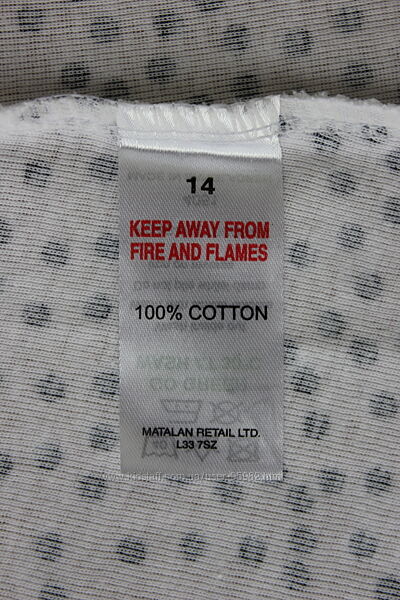 14
KEEP AWAY FROM
FIRE AND FLAMES
100% COTTON
MATALAN RETAIL LTD.
L33 7SZ